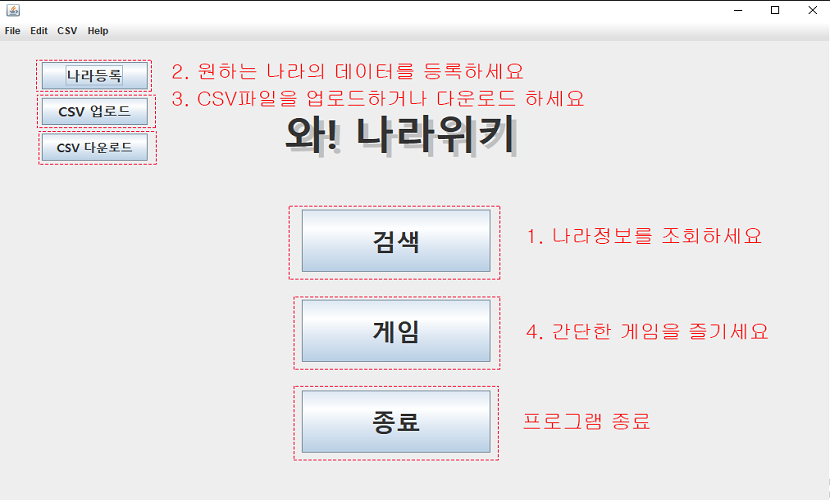 File Edit CSV Help
나라등록
2. 원하는 나라의 데이터를 등록하세요
CSV 업로드
3. CSV파일을 업로드하거나 다운로드 하세요
CSV 다운로드
와! 나라위키
검색
1. 나라정보를 조회하세요
게임
4. 간단한 게임을 즐기세요
종료
프로그램 종료